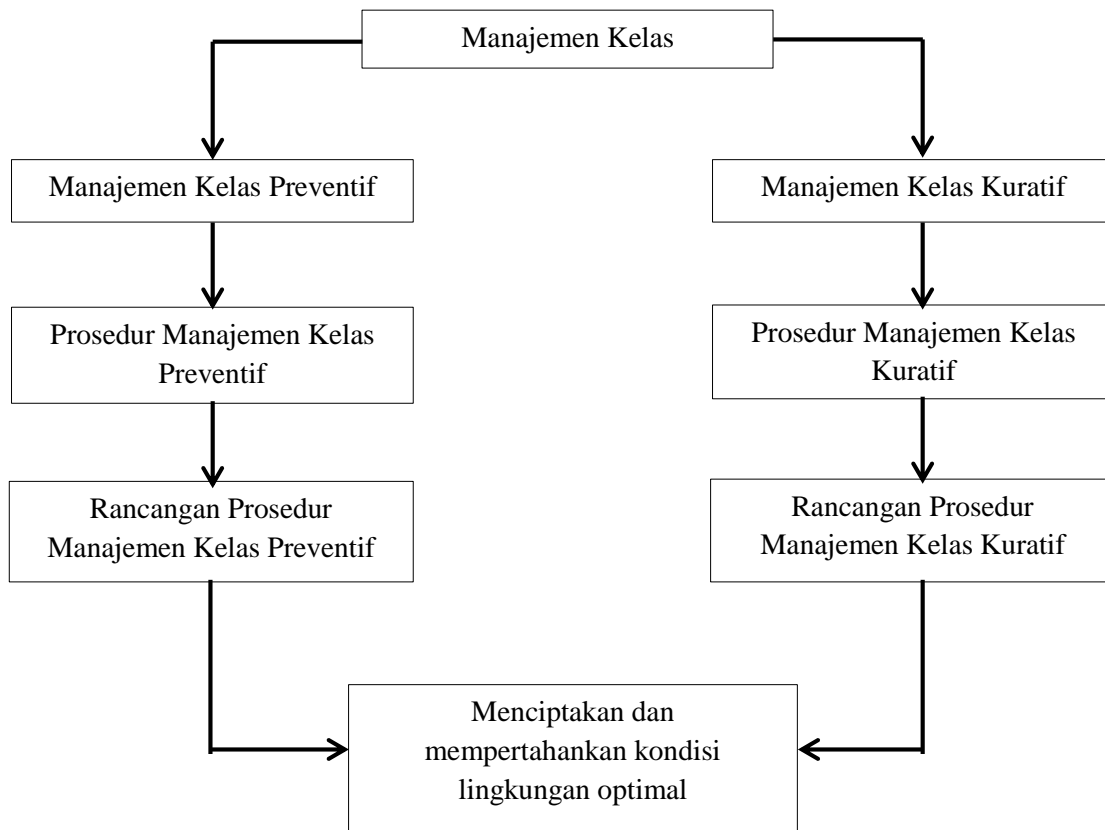 Manajemen Kelas
Manajemen Kelas Preventif
Manajemen Kelas Kuratif
Prosedur Manajemen Kelas
Preventif
Prosedur Manajemen Kelas
Kuratif
Rancangan Prosedur
Manajemen Kelas Preventif
Rancangan Prosedur
Manajemen Kelas Kuratif
Menciptakan dan
mempertahankan kondisi
lingkungan optimal